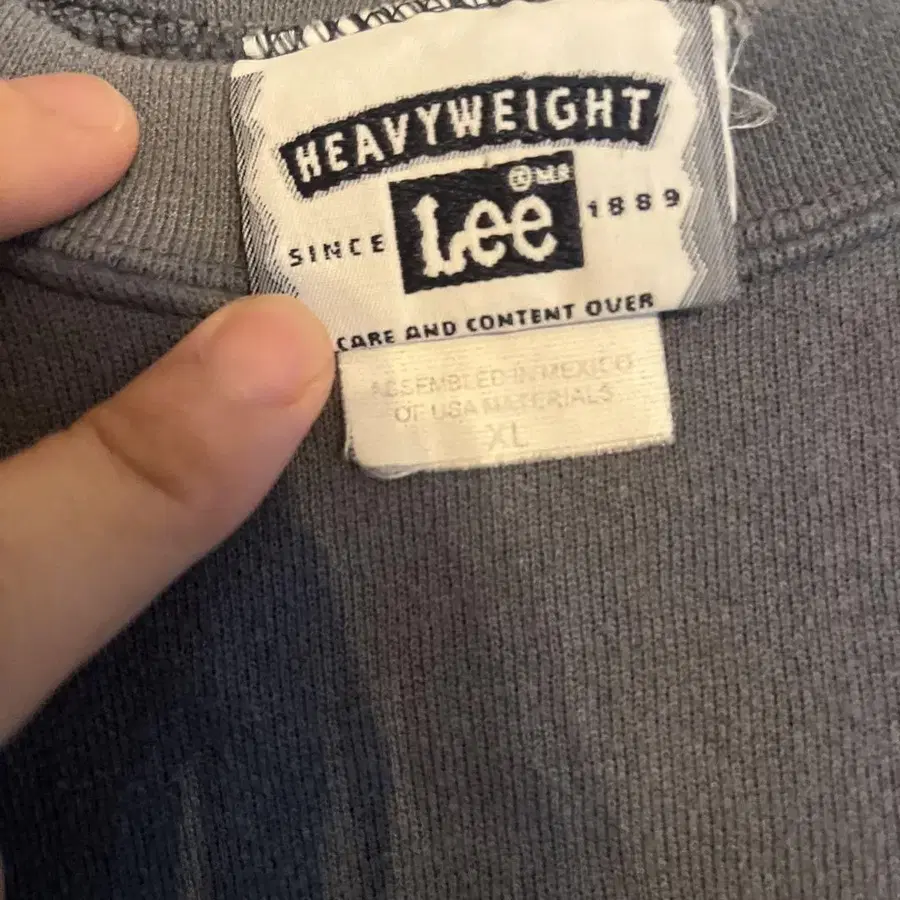 HEAVYWEIGHT
® M.R.
Lee
SINCE 1889
CARE AND CONTENT OVER
ASSEMBLED IN MEXICO
OF USA MATERIALS
XL